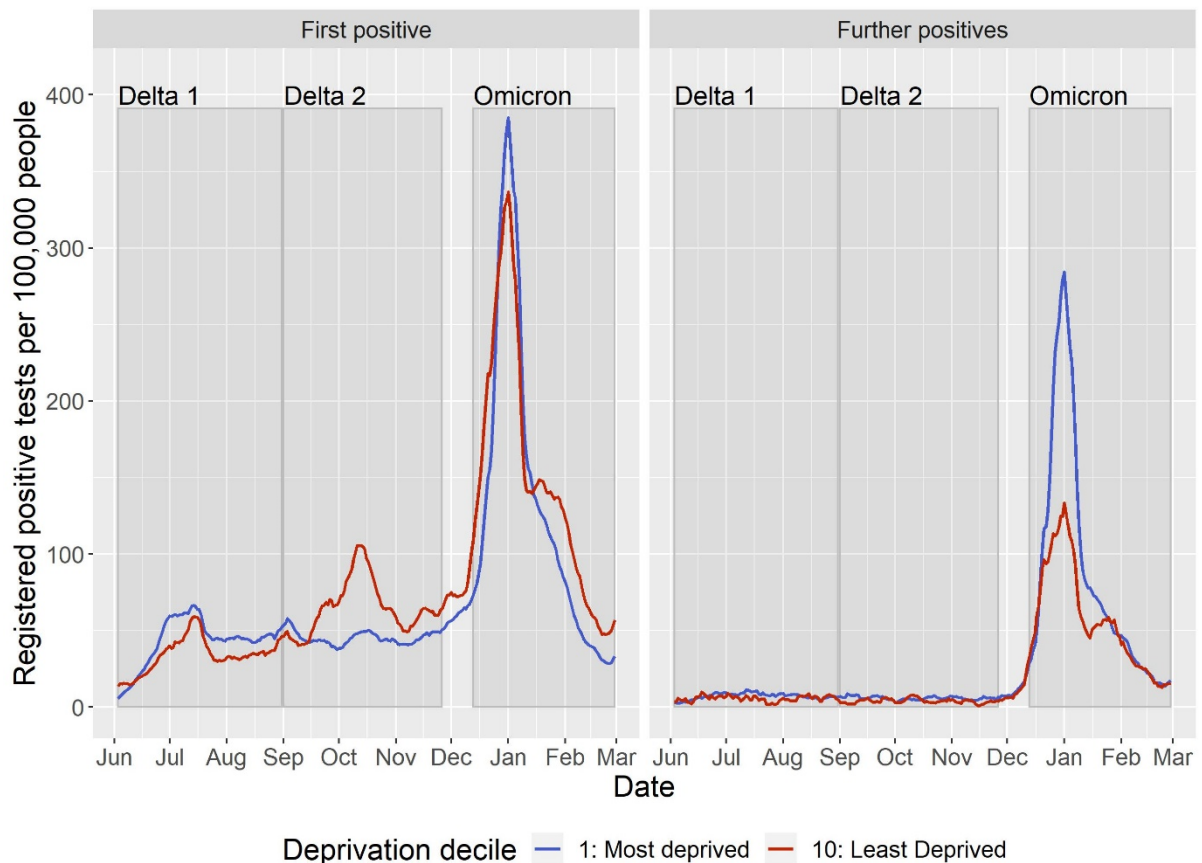 First positive
Further positives
Delta 1
Delta 2
Omicron
Delta 1
Delta 2
Omicron
Registered positive tests per 100,000 people
400
300
200
100
0
Jun Jul Aug Sep Oct Nov Dec Jan Feb Mar
Jun Jul Aug Sep Oct Nov Dec Jan Feb Mar
Date
Deprivation decile 1: Most deprived 10: Least Deprived